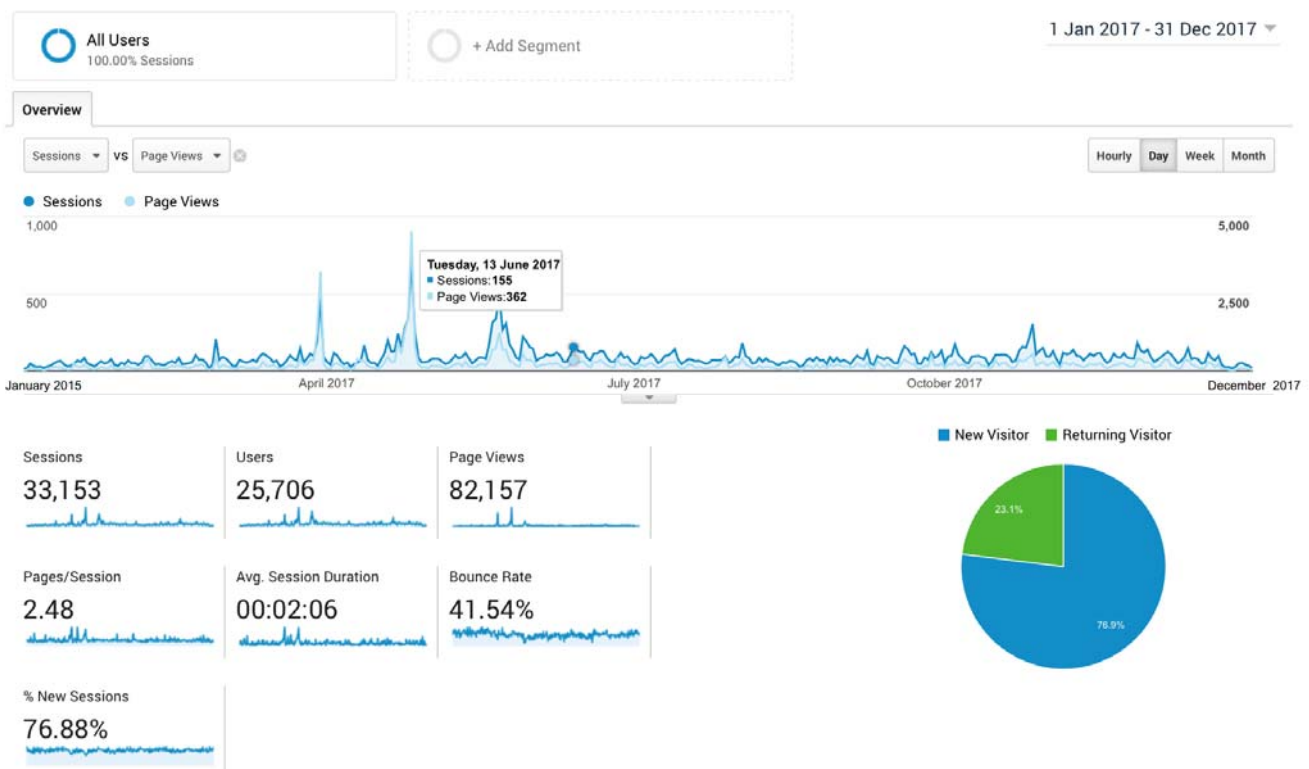 All Users
100.00% Sessions
+ Add Segment
1 Jan 2017 - 31 Dec 2017
Overview
Sessions VS Page Views
Hourly Day Week Month
Sessions Page Views
1,000 5,000
Tuesday, 13 June 2017
Sessions:155
Page Views:362
500 2,500
January 2015 April 2017 July 2017 October 2017 December 2017
New Visitor Returning Visitor
Sessions Users Page Views
33,153 25,706 82,157
23.1%
Pages/Session Avg. Session Duration Bounce Rate
2.48 00:02:06 41.54%
76.9%
% New Sessions
76.88%